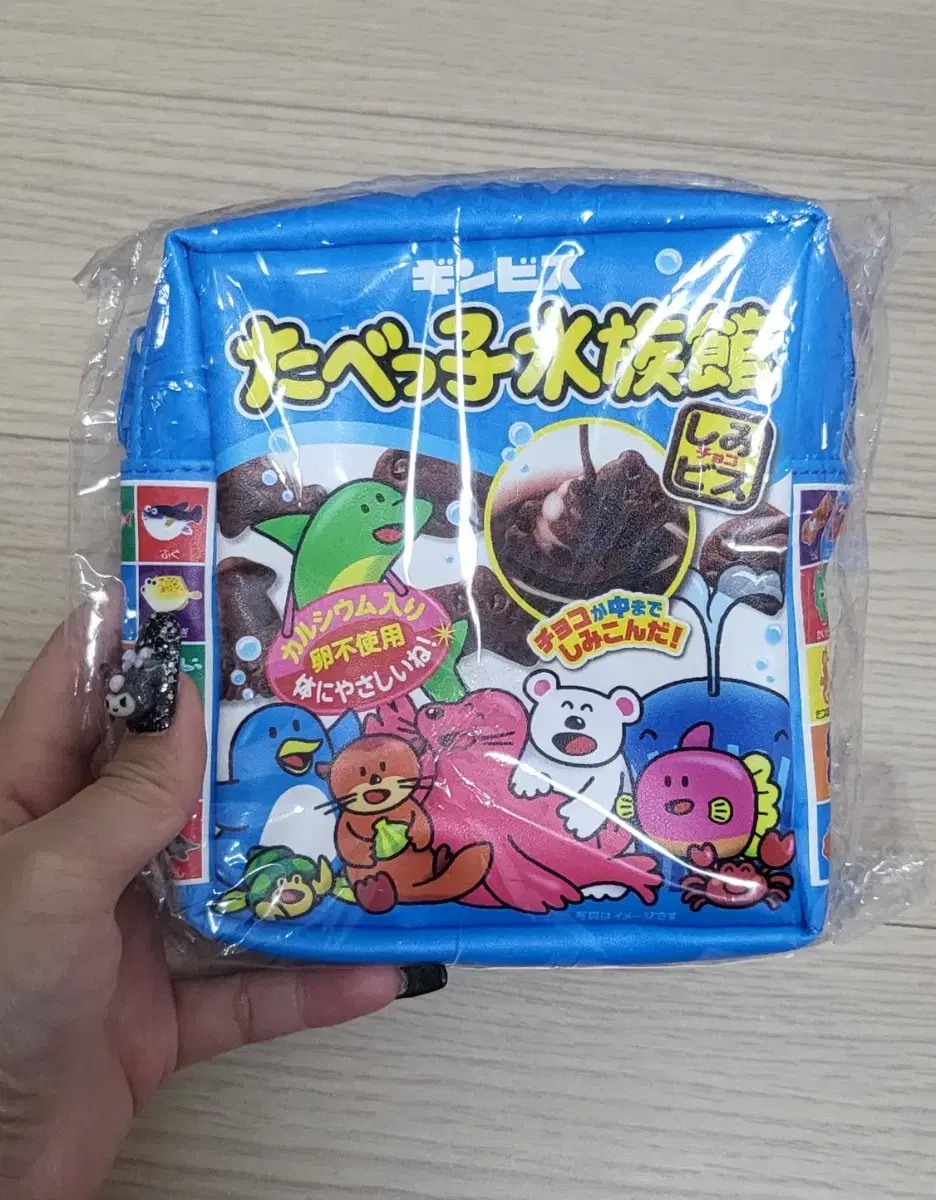 ギンビス
たべっ子水族館
しみ
チョコ
ビス
カルシウム入り
卵不使用
体にやさしいね!
チョコが中まで
しみこんだ!
ふぐ
写真はイメージです